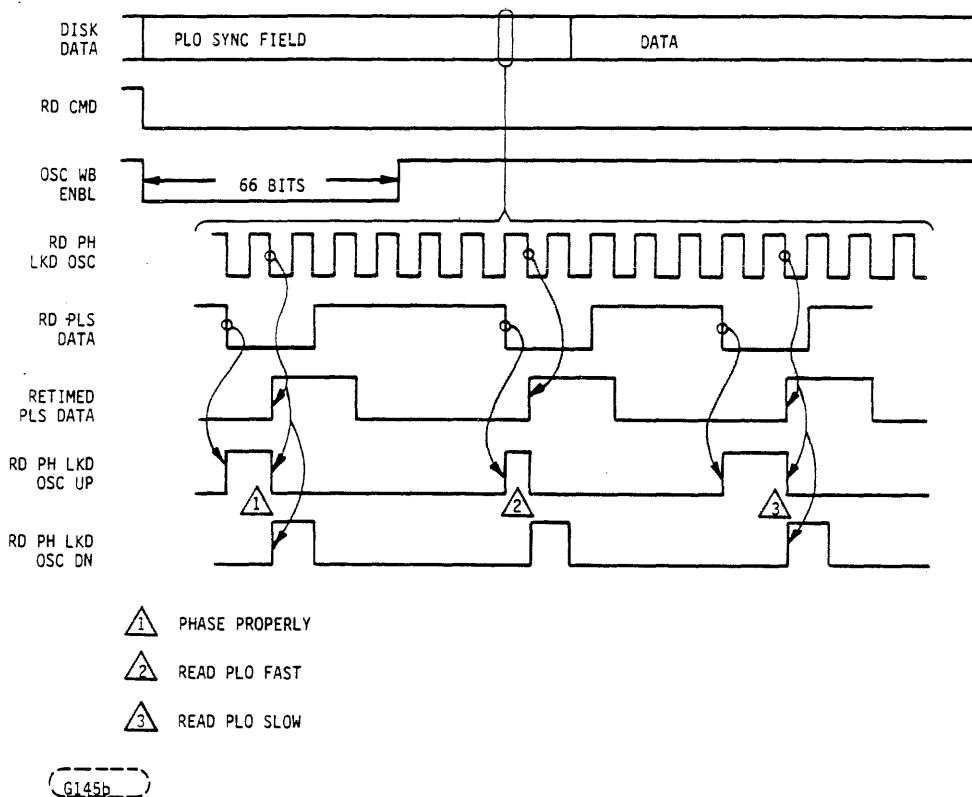 DISK
DATA
PLO SYNC FIELD
DATA
RD CMD
OSC WB
ENBL
66 BITS
RD PH
LKD OSC
RD PLS
DATA
RETIMED
PLS DATA
RD PH LKD
OSC UP
1
2
3
RD PH LKD
OSC DN
1 PHASE PROPERLY
2 READ PLO FAST
3 READ PLO SLOW
G145b